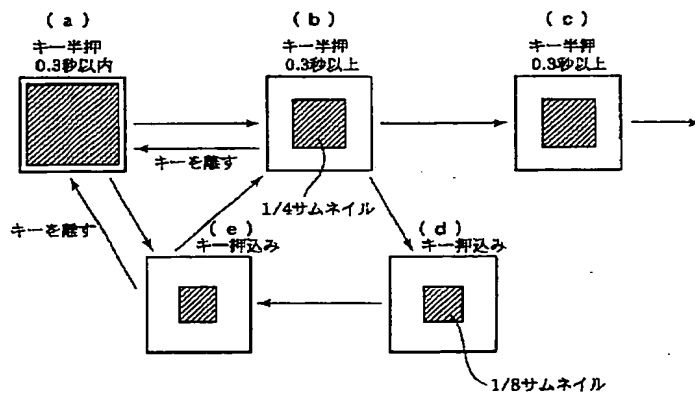 (a)
キー半押
0.3秒以内
(b)
キー半押
0.3秒以上
(c)
キー半押
0.3秒以上
キーを離す
1/4サムネイル
キーを離す
(e)
キー押込み
(d)
キー押込み
1/8サムネイル